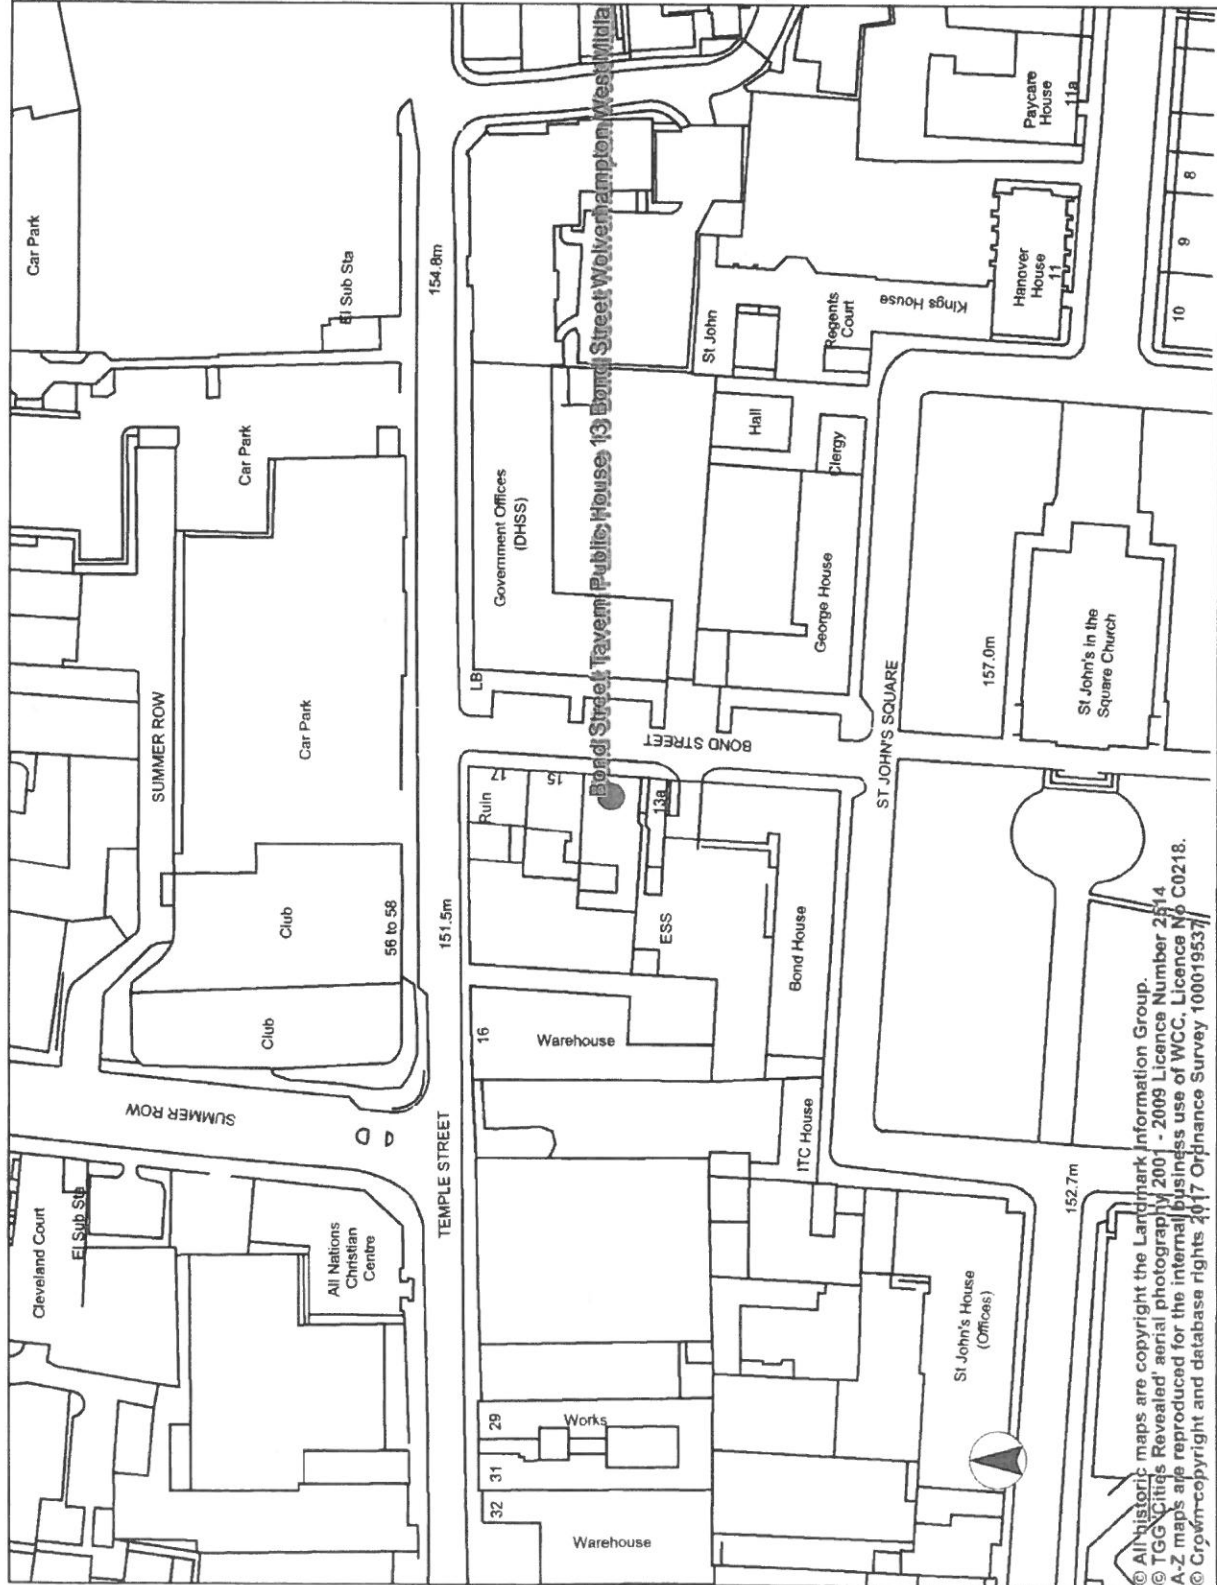 Car Park
El Sub Sta
154.8m
Car Park
SUMMER ROW
Car Park
Club
56 to 58
Club
151.5m
SUMMER ROW
Cleveland Court
El Sub Sta
All Nations
Christian
Centre
TEMPLE STREET
Government Offices
(DHSS)
LB
Bond Street Tavern Public House 13 Bond Street Wolverhampton West Midla
17
15
Ruin
13a
BOND STREET
ESS
16
Warehouse
Bond House
ITC House
29
Works
31
32
Warehouse
St John's House
(Offices)
152.7m
St John
Hall
Clergy
Regents
Court
Kings House
George House
Hanover
House
11
Paycare
House
11a
8
9
10
ST JOHN'S SQUARE
157.0m
St John's in the
Square Church
© All historic maps are copyright the Landmark Information Group.
© TGG 'Cities Revealed' aerial photography 2001 - 2009 Licence Number 2514
A-Z maps are reproduced for the internal business use of WCC. Licence No C0218.
© Crown copyright and database rights 2017 Ordnance Survey 100019537